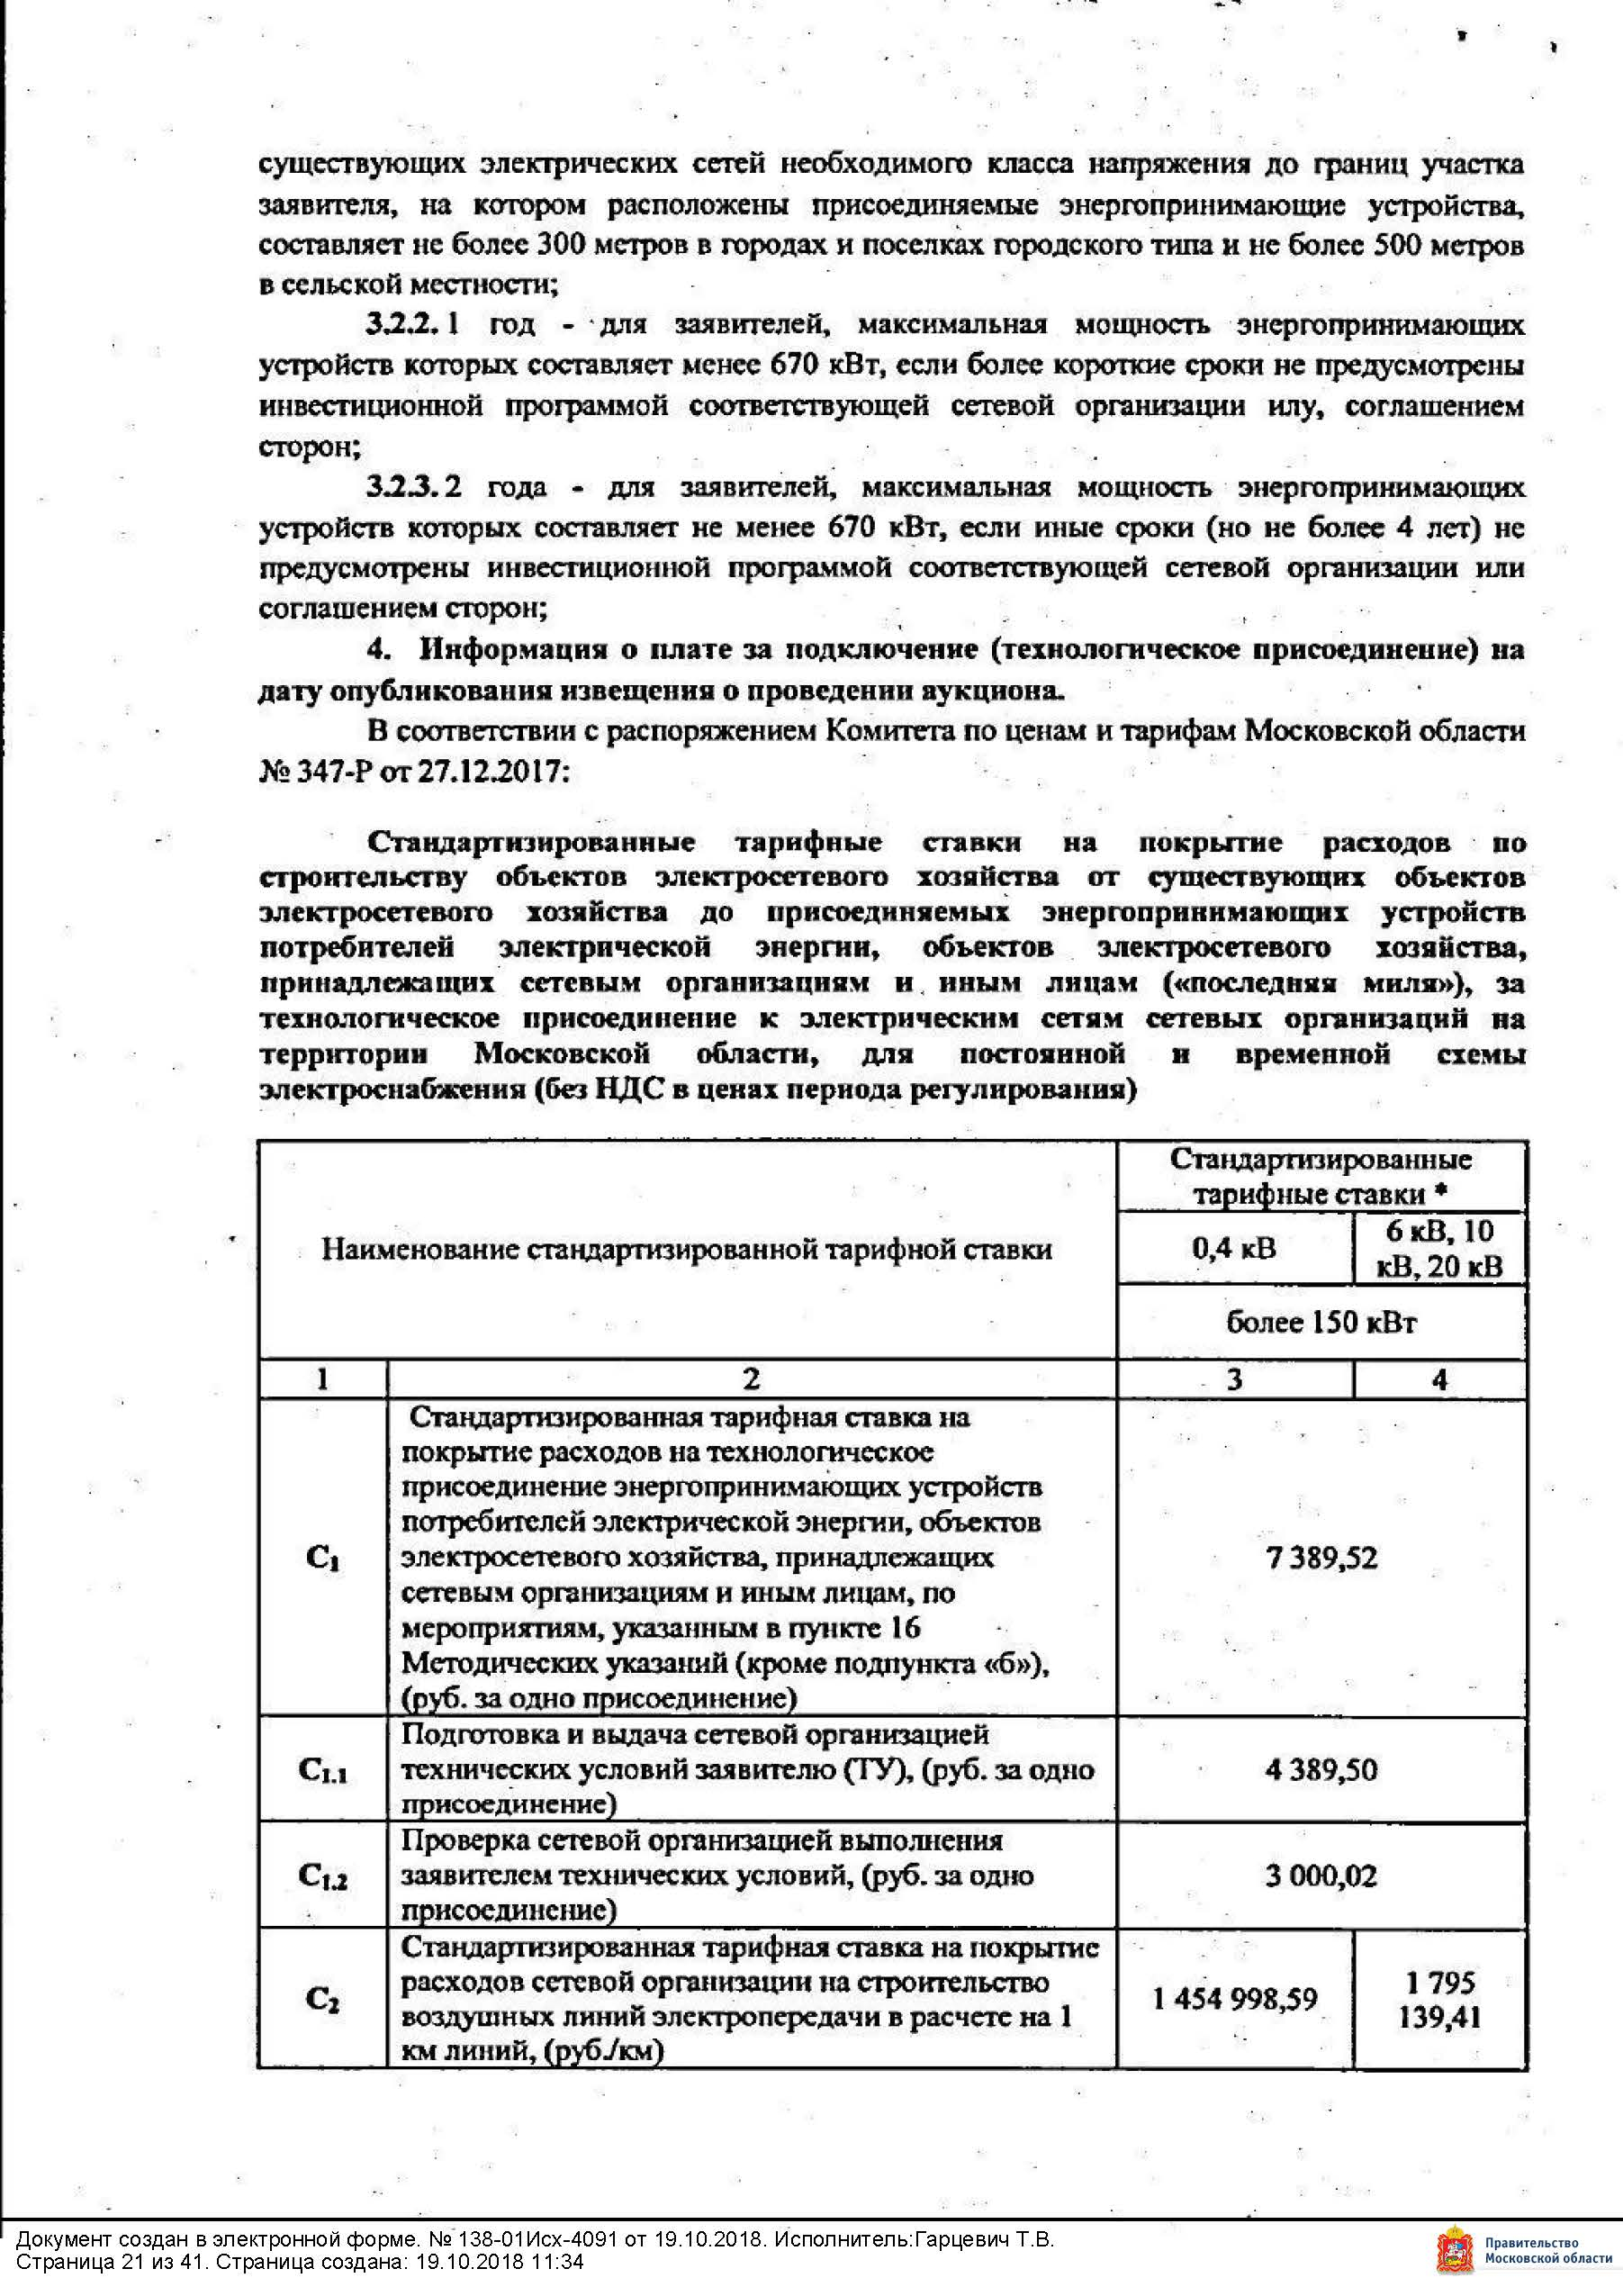 существующих электрических сетей необходимого класса напряжения до границ участка
заявителя, на котором расположены присоединяемые энергопринимающие устройства,
составляет не более 300 метров в городах и поселках городского типа и не более 500 метров
в сельской местности;
3.2.2. 1 год - для заявителей, максимальная мощность энергопринимающих
устройств которых составляет менее 670 кВт, если более короткие сроки не предусмотрены
инвестиционной программой соответствующей сетевой организации илу, соглашением
сторон;
3.2.3. 2 года - для заявителей, максимальная мощность энергопринимающих
устройств которых составляет не менее 670 кВт, если иные сроки (но не более 4 лет) не
предусмотрены инвестиционной программой соответствующей сетевой организации или
соглашением сторон;
4. Информация о плате за подключение (технологическое присоединение) на
дату опубликования извещения о проведении аукциона.
В соответствии с распоряжением Комитета по ценам и тарифам Московской области
№ 347-Р от 27.12.2017:
Стандартизированные тарифные ставки на покрытие расходов по
строительству объектов электросетевого хозяйства от существующих объектов
электросетевого хозяйства до присоединяемых энергопринимающих устройств
потребителей электрической энергии, объектов электросетевого хозяйства,
принадлежащих сетевым организациям и иным лицам («последняя миля»), за
технологическое присоединение к электрическим сетям сетевых организаций на
территории Московской области, для постоянной и временной схемы
электроснабжения (без НДС в ценах периода регулирования)
Наименование стандартизированной тарифной ставки
Стандартизированные
тарифные ставки *
0,4 кВ
6 кВ, 10
кВ, 20 кВ
более 150 кВт
1 2 3 4
С1
Стандартизированная тарифная ставка на
покрытие расходов на технологическое
присоединение энергопринимающих устройств
потребителей электрической энергии, объектов
электросетевого хозяйства, принадлежащих
сетевым организациям и иным лицам, по
мероприятиям, указанным в пункте 16
Методических указаний (кроме подпункта «б»),
(руб. за одно присоединение)
7 389,52
С1.1
Подготовка и выдача сетевой организацией
технических условий заявителю (ТУ), (руб. за одно
присоединение)
4 389,50
С1.2
Проверка сетевой организацией выполнения
заявителем технических условий, (руб. за одно
присоединение)
3 000,02
С2
Стандартизированная тарифная ставка на покрытие
расходов сетевой организации на строительство
воздушных линий электропередачи в расчете на 1
км линий, (руб./км)
1 454 998,59
1 795
139,41
Документ создан в электронной форме. № 138-01Исх-4091 от 19.10.2018. Исполнитель:Гарцевич Т.В.
Страница 21 из 41. Страница создана: 19.10.2018 11:34
Правительство
Московской области